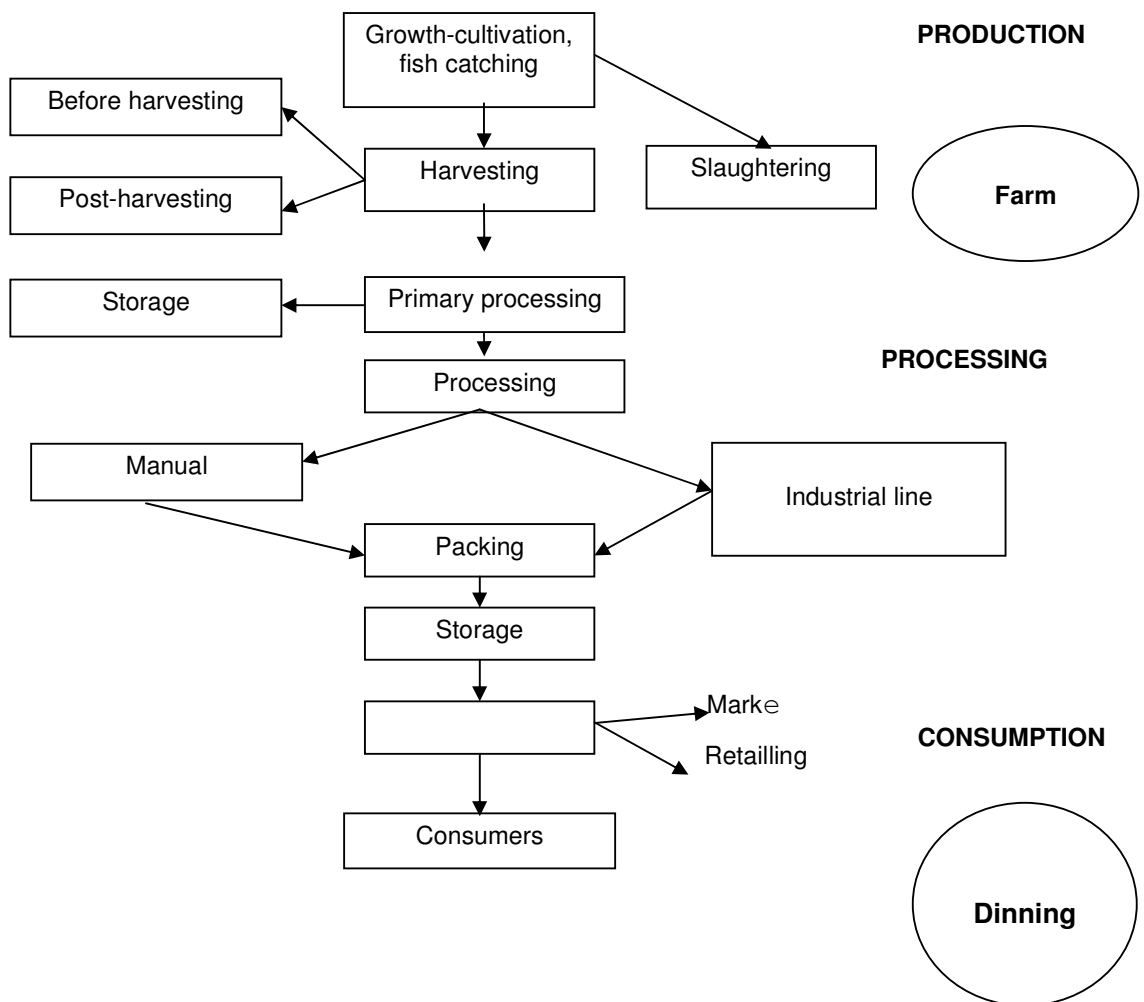 Growth-cultivation,
fish catching
PRODUCTION
Before harvesting
Harvesting
Slaughtering
Post-harvesting
Farm
Storage
Primary processing
PROCESSING
Processing
Manual
Industrial line
Packing
Storage
Marke
Retailling
CONSUMPTION
Consumers
Dinning